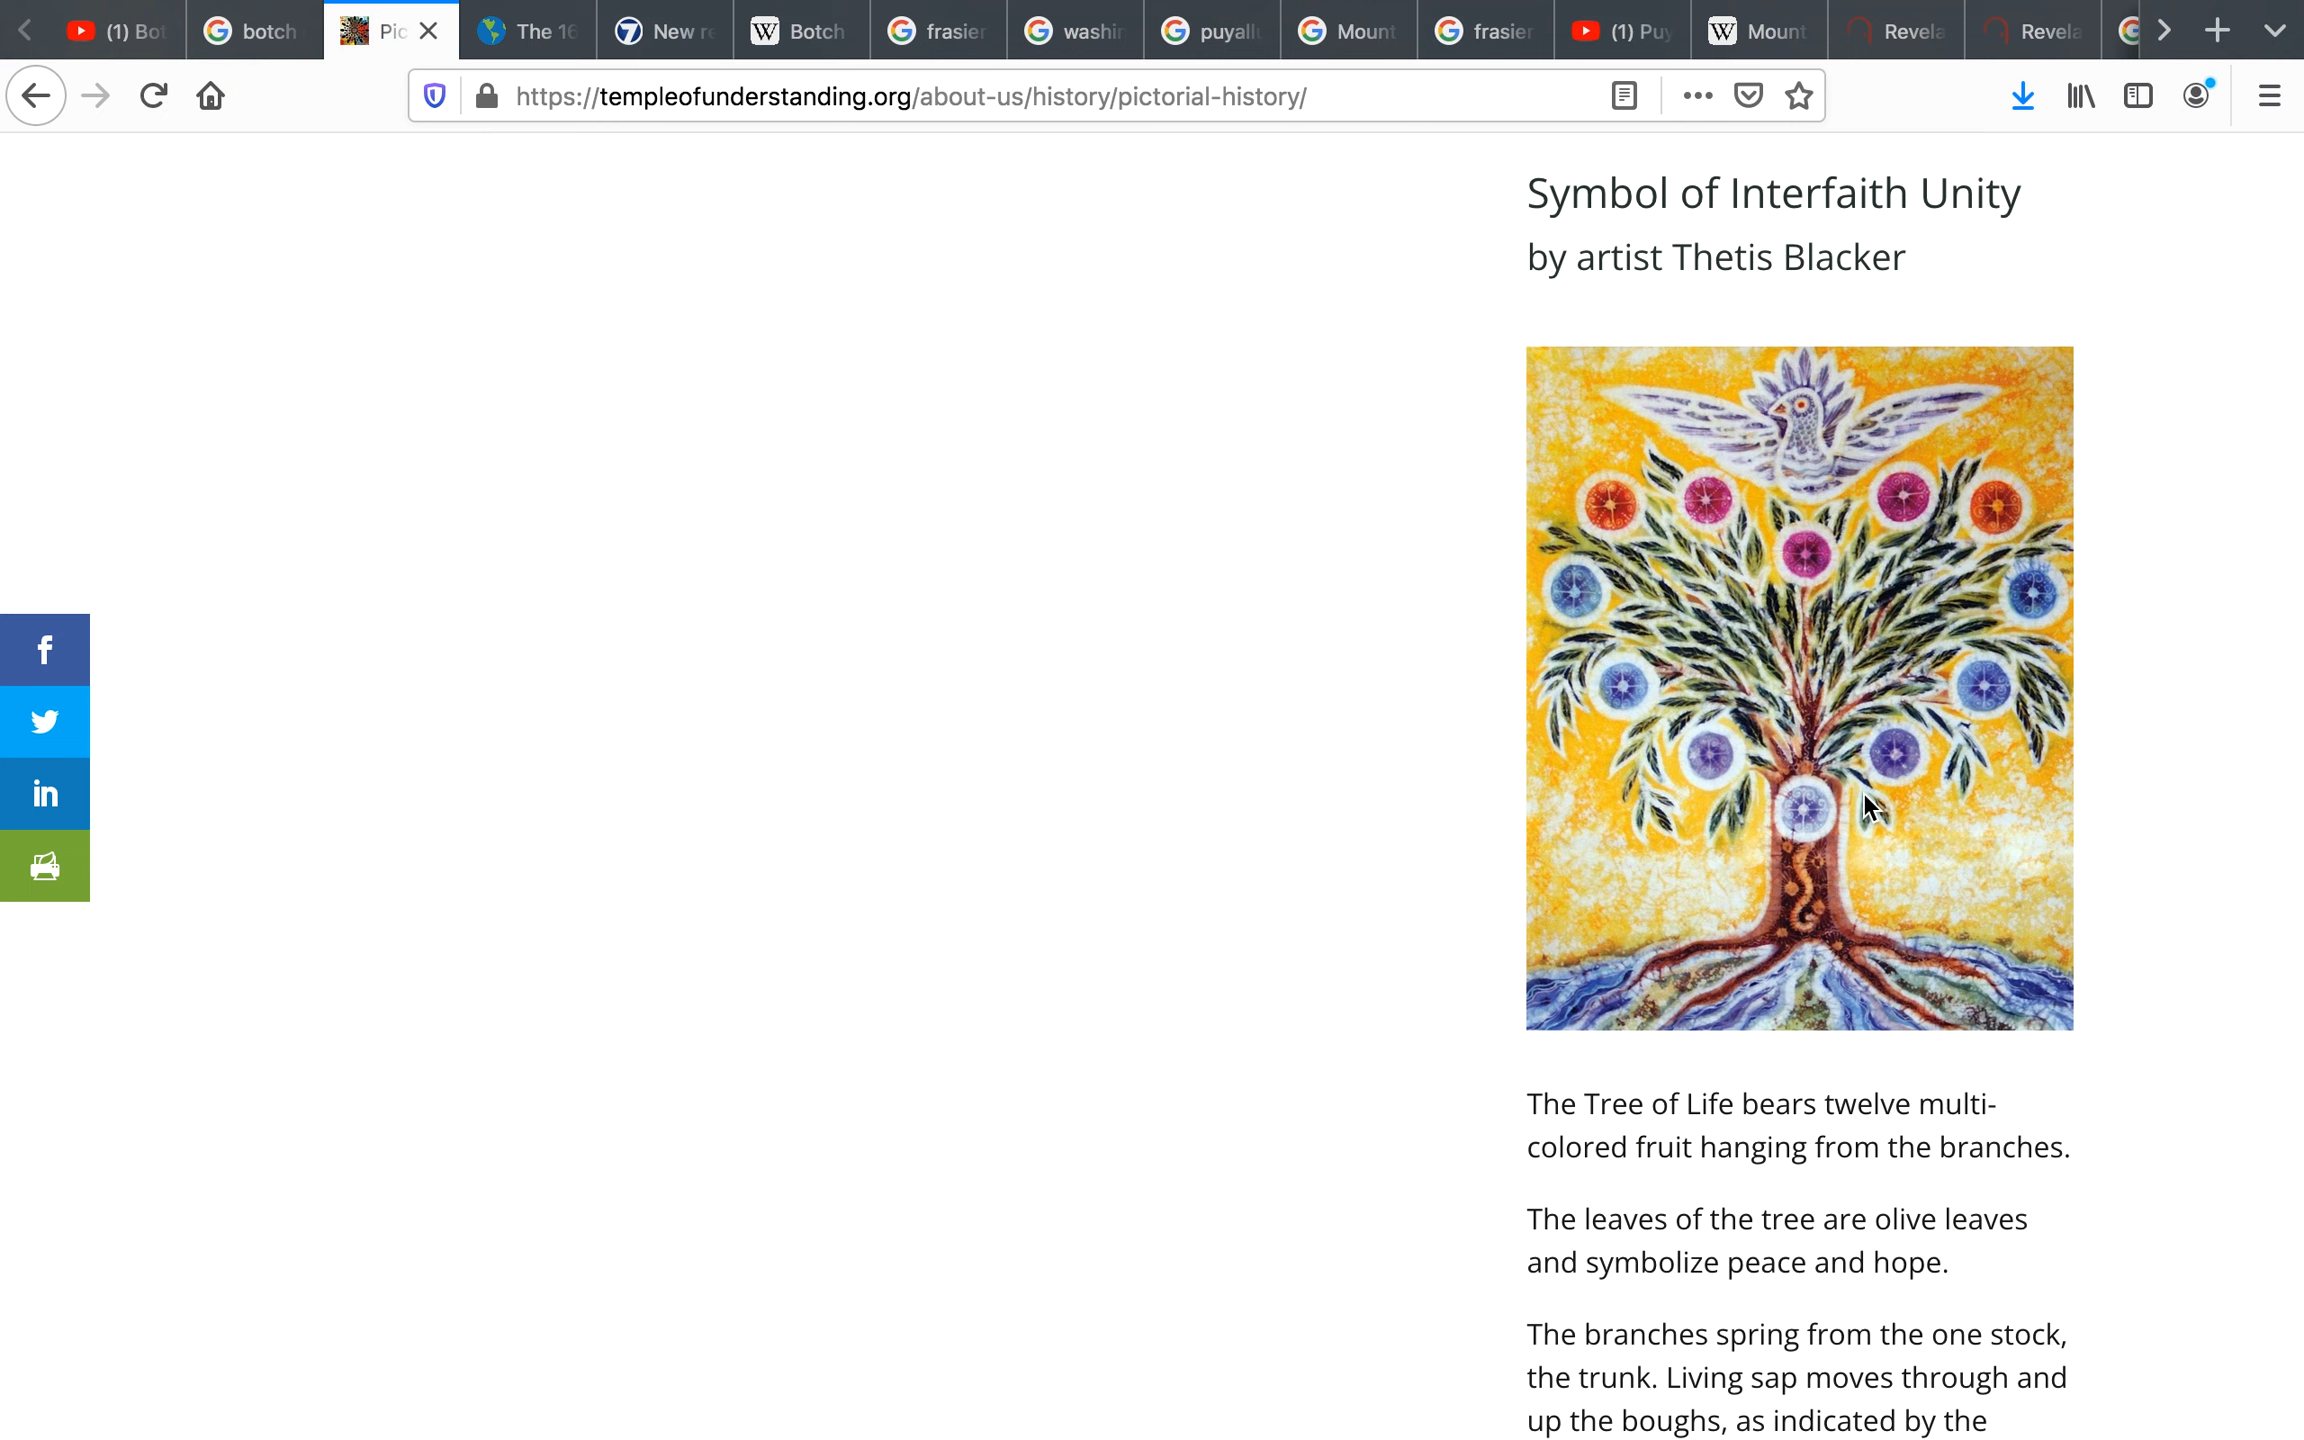 (1) Bot
botch
Pic
The 16
New re
Botch
frasier
washin
puyallu
Mount
frasier
(1) Puy
Mount
Revela
Revela
https://templeofunderstanding.org/about-us/history/pictorial-history/
Symbol of Interfaith Unity
by artist Thetis Blacker
The Tree of Life bears twelve multi-
colored fruit hanging from the branches.
The leaves of the tree are olive leaves
and symbolize peace and hope.
The branches spring from the one stock,
the trunk. Living sap moves through and
up the boughs, as indicated by the